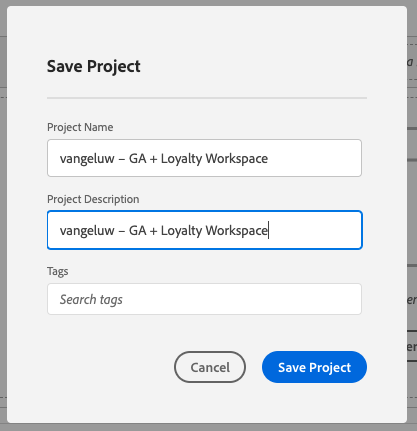 Save Project
Project Name
vangeluw – GA + Loyalty Workspace
Project Description
vangeluw – GA + Loyalty Workspace
Tags
Search tags
Cancel
Save Project